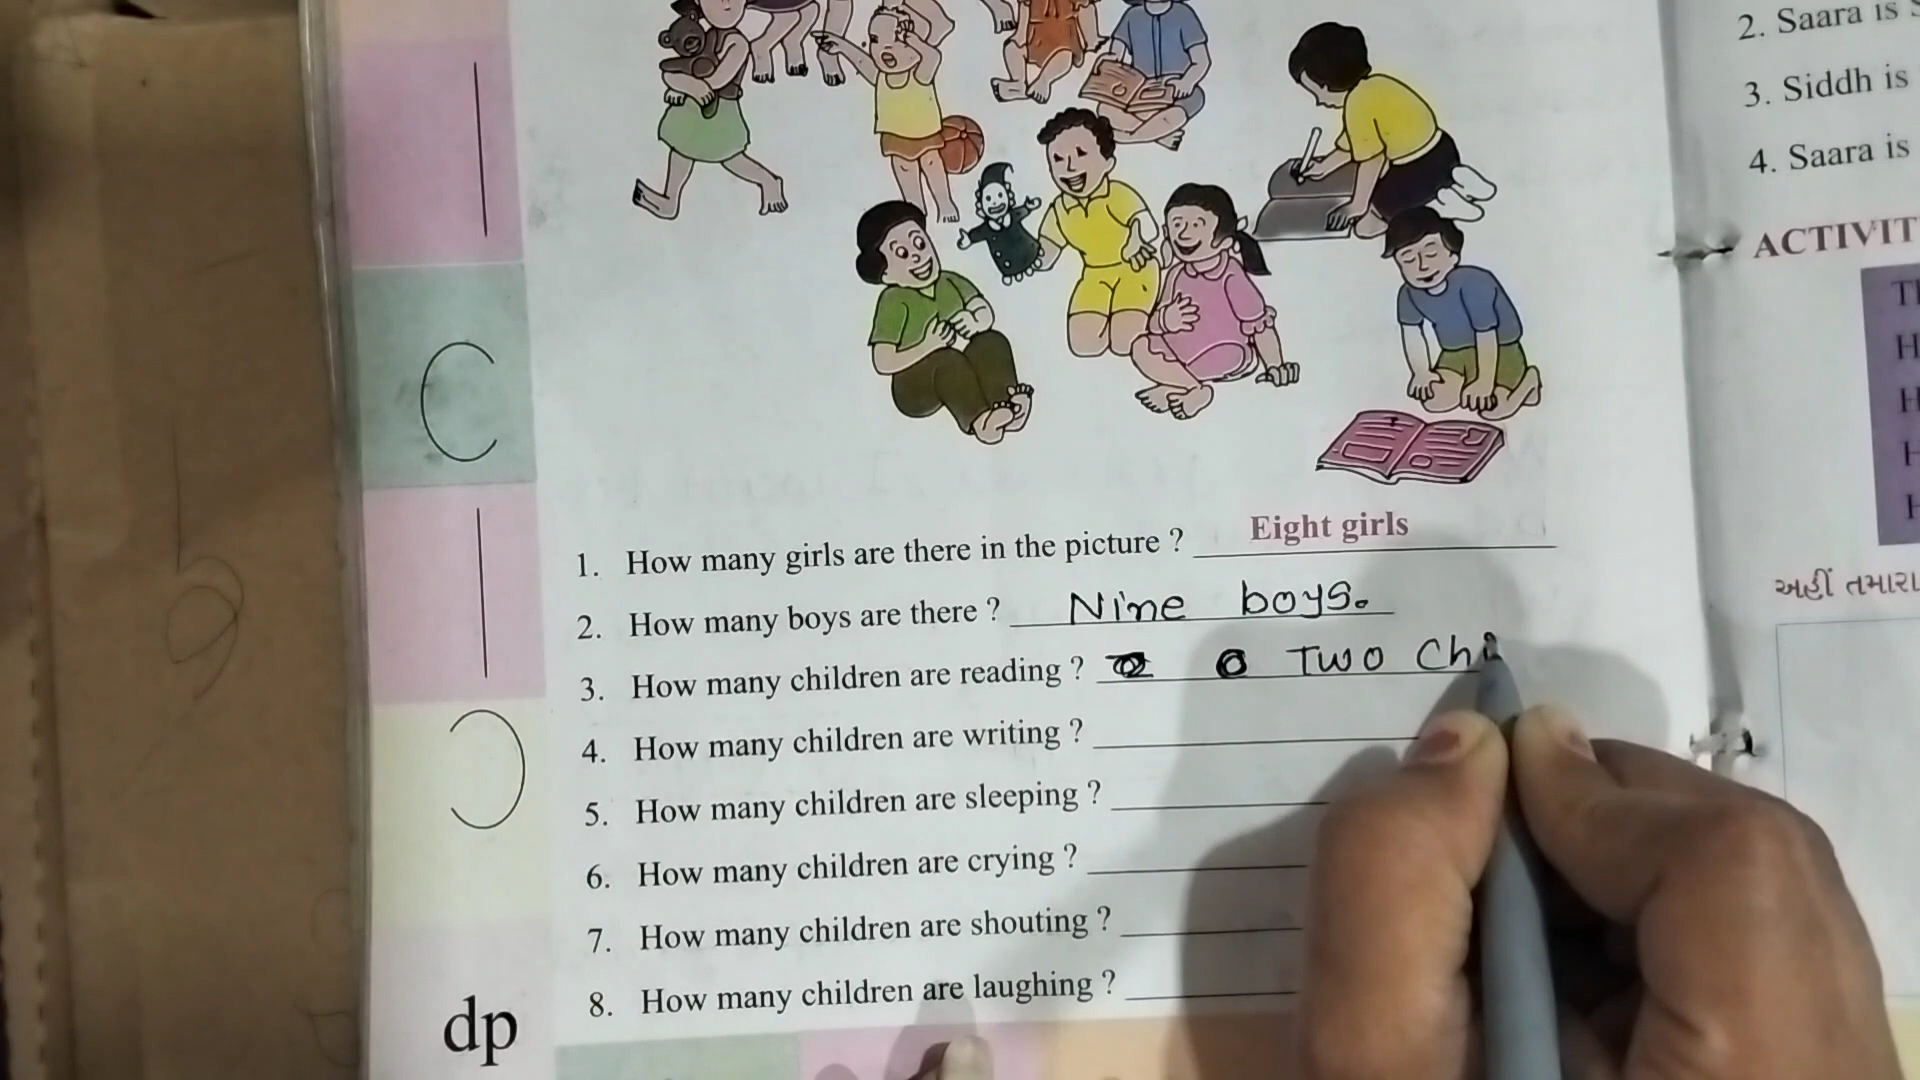 2. Saara is
3. Siddh is
4. Saara is
ACTIVIT
1. How many girls are there in the picture ? Eight girls
2. How many boys are there ? Nine boys.
3. How many children are reading ? Two Chi
4. How many children are writing ?
5. How many children are sleeping ?
6. How many children are crying ?
7. How many children are shouting ?
8. How many children are laughing ?
dp
અહીં તમારા